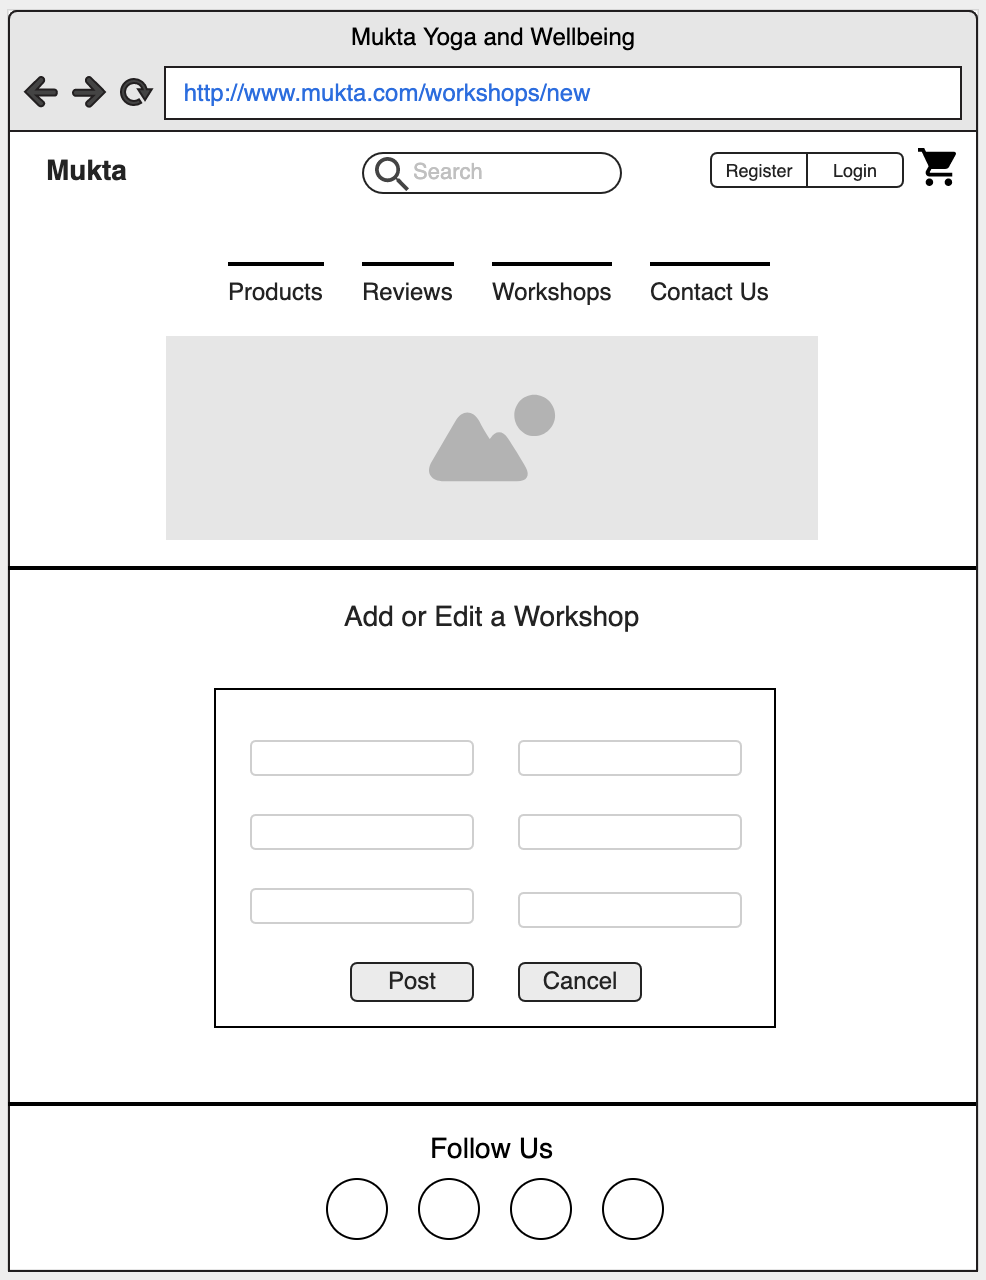 Mukta Yoga and Wellbeing
http://www.mukta.com/workshops/new
Mukta
Search
Register
Login
Products
Reviews
Workshops
Contact Us
Add or Edit a Workshop
Post
Cancel
Follow Us